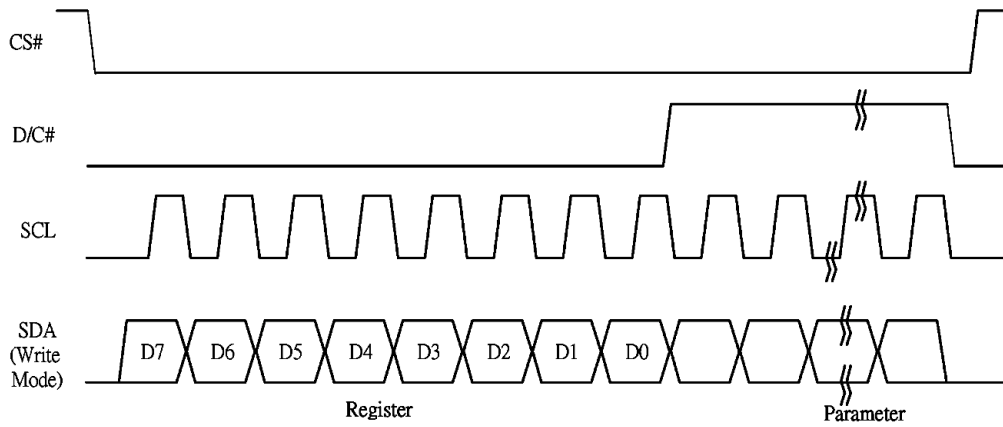 CS#
D/C#
SCL
SDA
(Write
Mode)
D7 D6 D5 D4 D3 D2 D1 D0
Register
Parameter